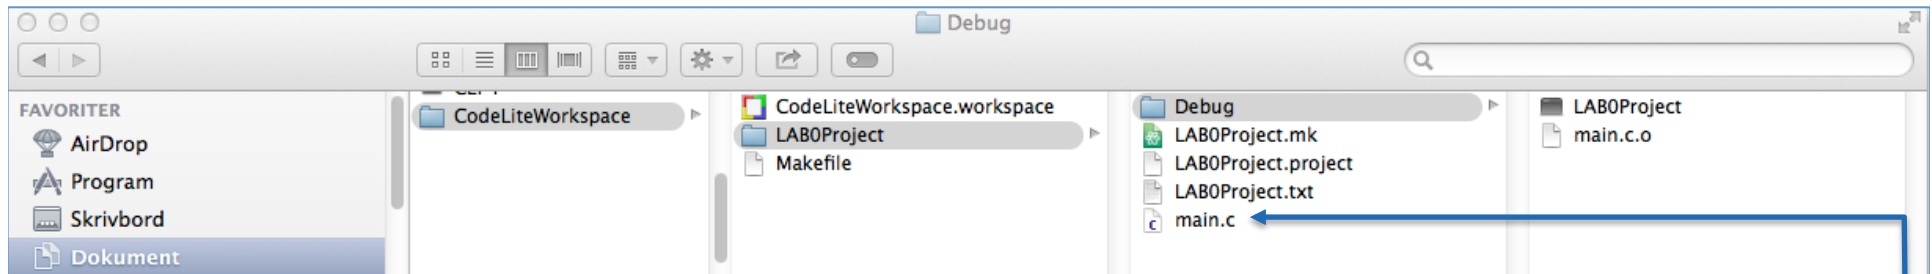 Debug
FAVORITER
AirDrop
Program
Skrivbord
Dokument
CodeLiteWorkspace
CodeLiteWorkspace.workspace
LAB0Project
Makefile
Debug
LAB0Project.mk
LAB0Project.project
LAB0Project.txt
main.c
LAB0Project
main.c.o